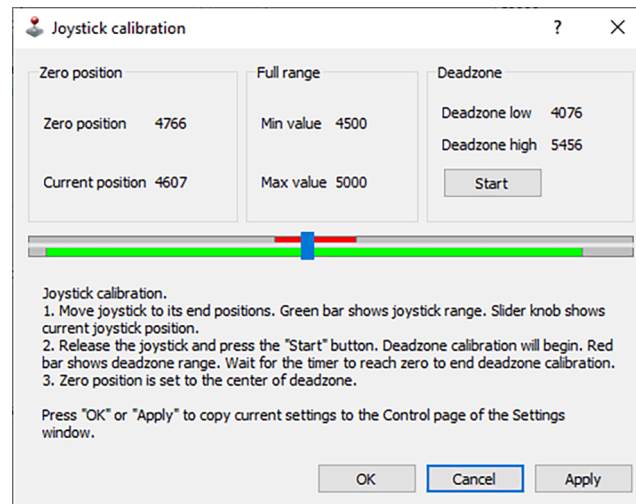 Joystick calibration
?
Zero position
Full range
Deadzone
Zero position 4766
Min value 4500
Deadzone low 4076
Deadzone high 5456
Current position 4607
Max value 5000
Start
Joystick calibration.
1. Move joystick to its end positions. Green bar shows joystick range. Slider knob shows
current joystick position.
2. Release the joystick and press the "Start" button. Deadzone calibration will begin. Red
bar shows deadzone range. Wait for the timer to reach zero to end deadzone calibration.
3. Zero position is set to the center of deadzone.
Press "OK" or "Apply" to copy current settings to the Control page of the Settings
window.
OK
Cancel
Apply